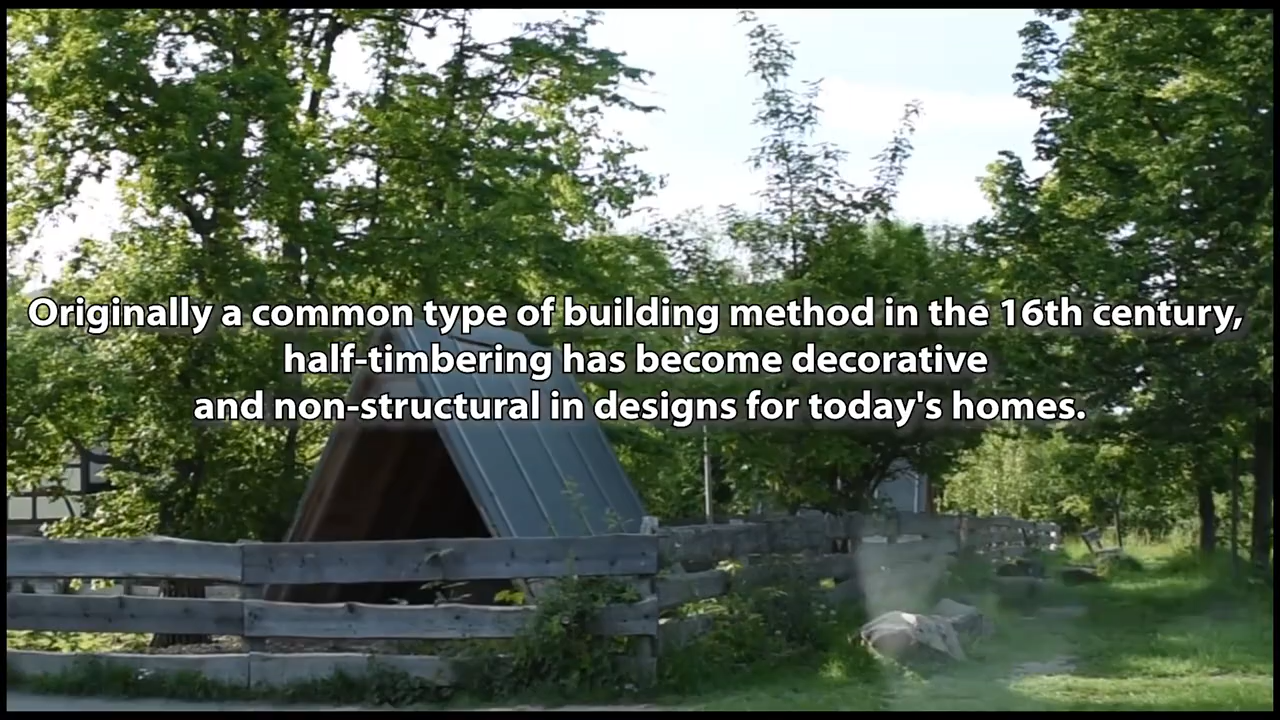 Originally a common type of building method in the 16th century,
half-timbering has become decorative
and non-structural in designs for today's homes.